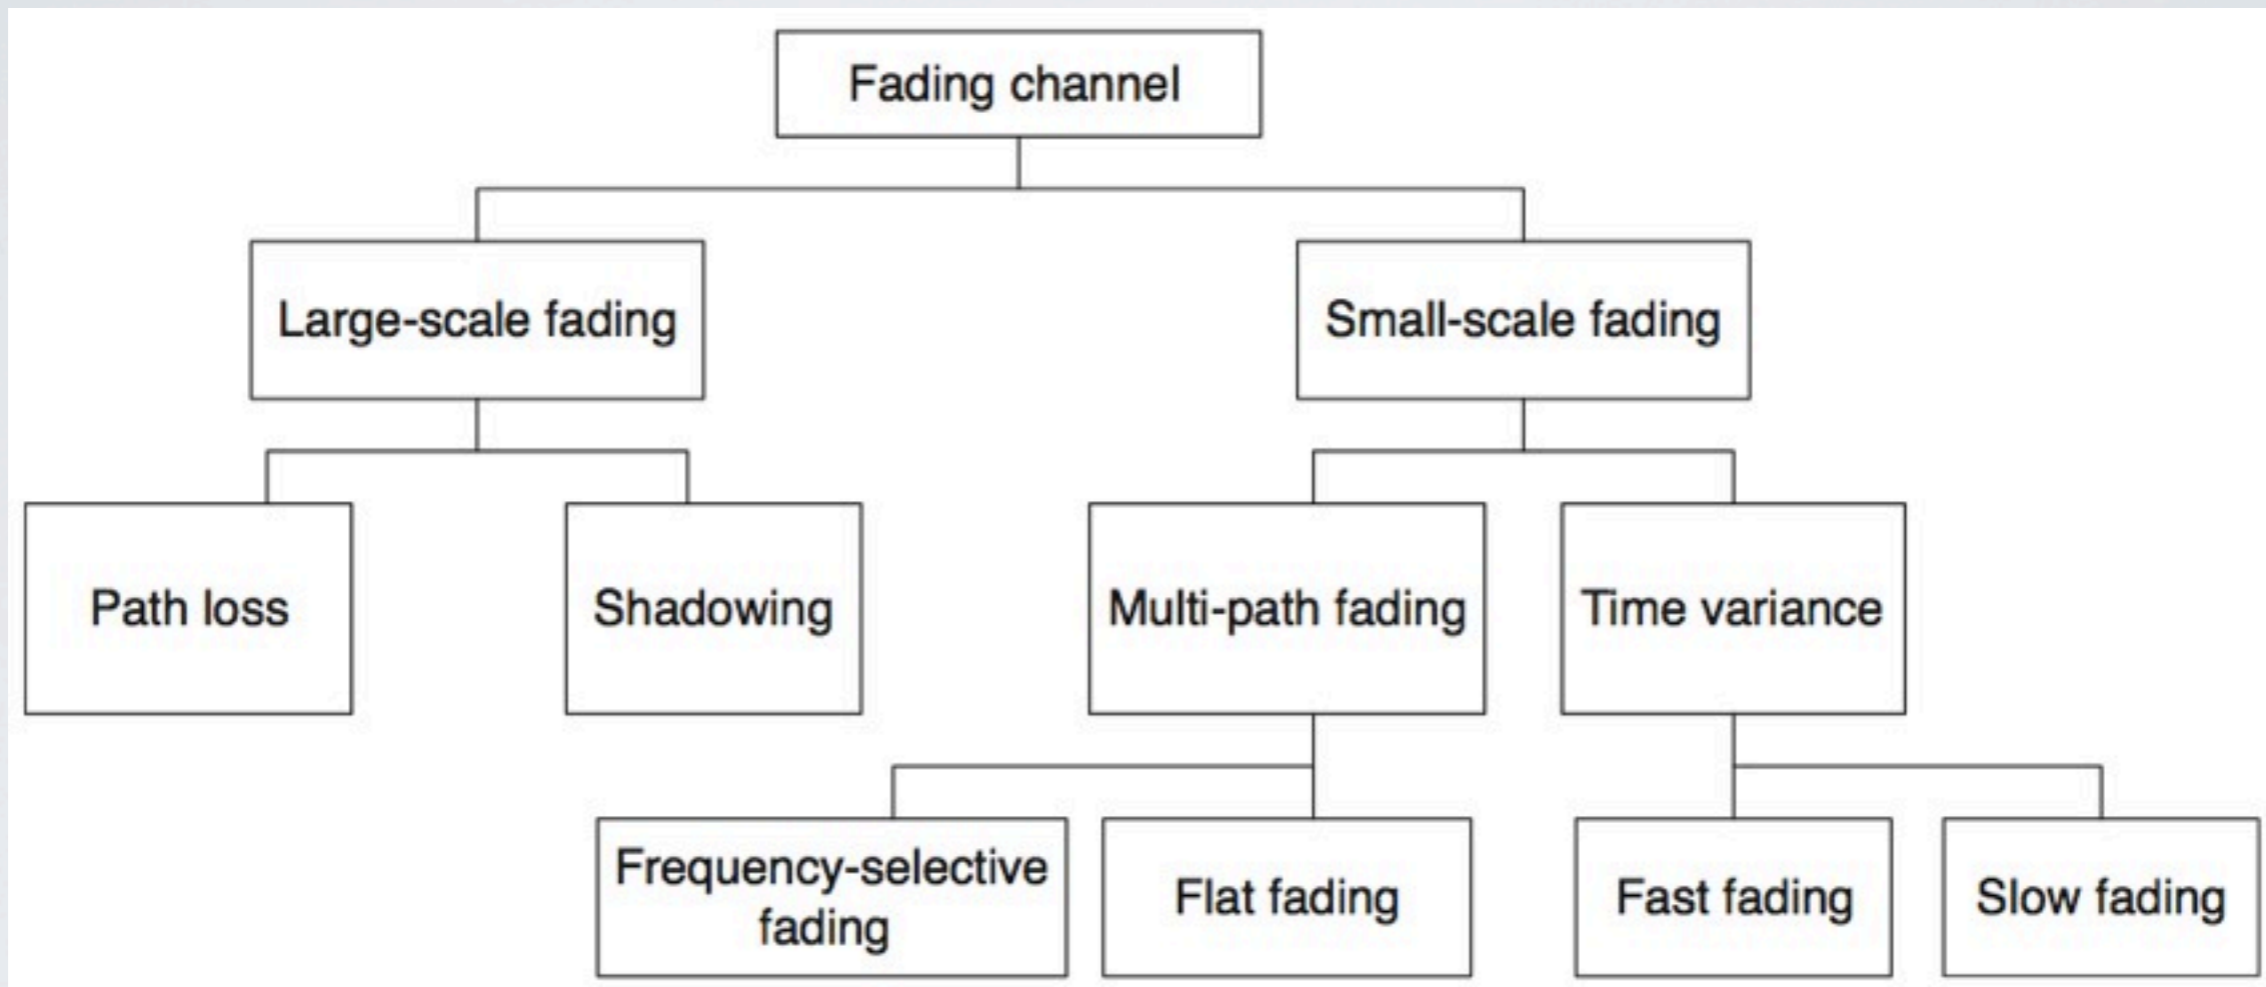 Fading channel
Large-scale fading
Small-scale fading
Path loss
Shadowing
Multi-path fading
Time variance
Frequency-selective
fading
Flat fading
Fast fading
Slow fading